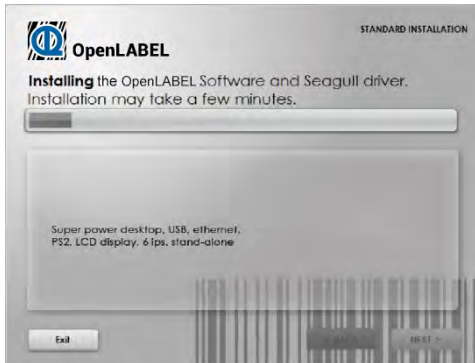 STANDARD INSTALLATION
OpenLABEL
Installing the OpenLABEL Software and Seagull driver.
Installation may take a few minutes.
Super power desktop, USB, ethernet,
PS2, LCD display, 6 ips, stand-alone
Exit
NEXT >